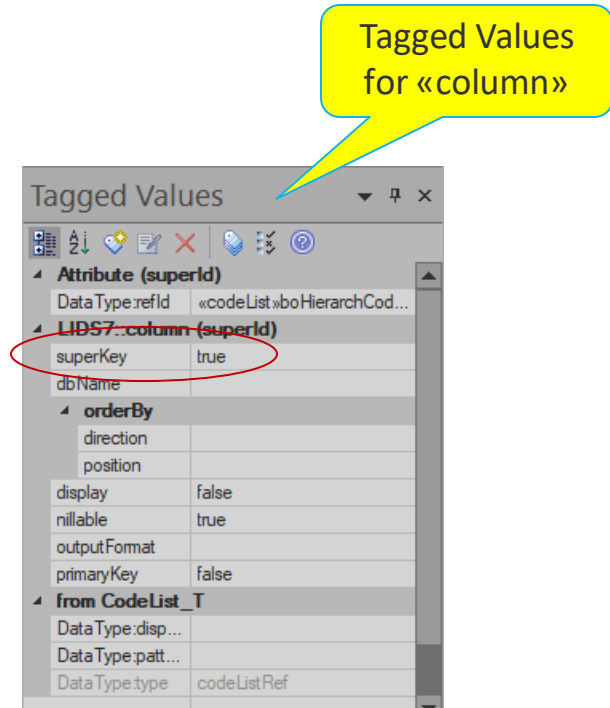 Tagged Values
for «column»
Tagged Values
Attribute (superId)
DataType:refId «codeList»boHierarchCod...
LIDS7::column (superId)
superKey true
dbName
orderBy
direction
position
display false
nillable true
outputFormat
primaryKey false
from CodeList_T
DataType:disp...
DataType:patt...
DataType:type codeListRef